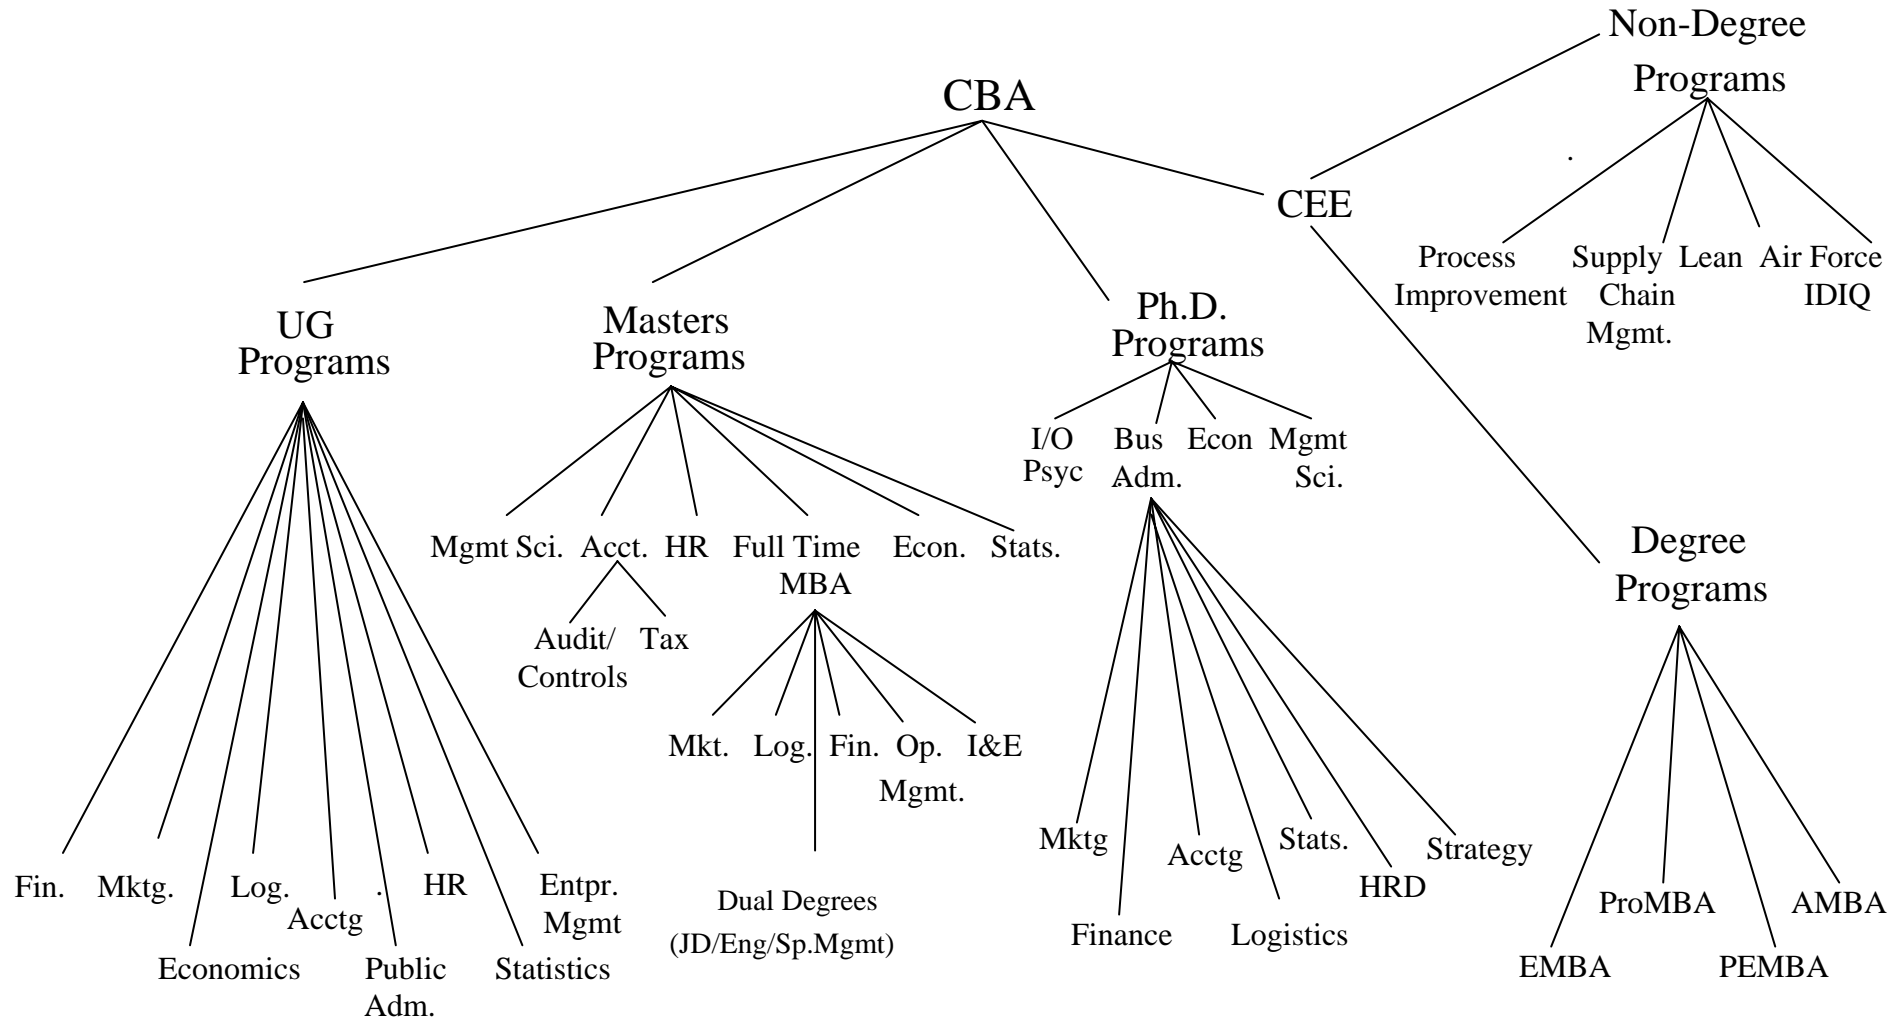 Non-Degree
Programs
CBA
CEE
Process
Improvement
Supply
Chain
Mgmt.
Lean
Air Force
IDIQ
UG
Programs
Masters
Programs
Ph.D.
Programs
I/O
Psyc
Bus
Adm.
Econ
Mgmt
Sci.
Mgmt Sci.
Acct.
HR
Full Time
MBA
Econ.
Stats.
Degree
Programs
Audit/
Controls
Tax
Mkt.
Log.
Fin.
Op.
Mgmt.
I&E
Dual Degrees
(JD/Eng/Sp.Mgmt)
Fin.
Mktg.
Economics
Log.
Acctg
Public
Adm.
HR
Statistics
Entpr.
Mgmt
Mktg
Finance
Acctg
Logistics
Stats.
HRD
Strategy
EMBA
ProMBA
PEMBA
AMBA